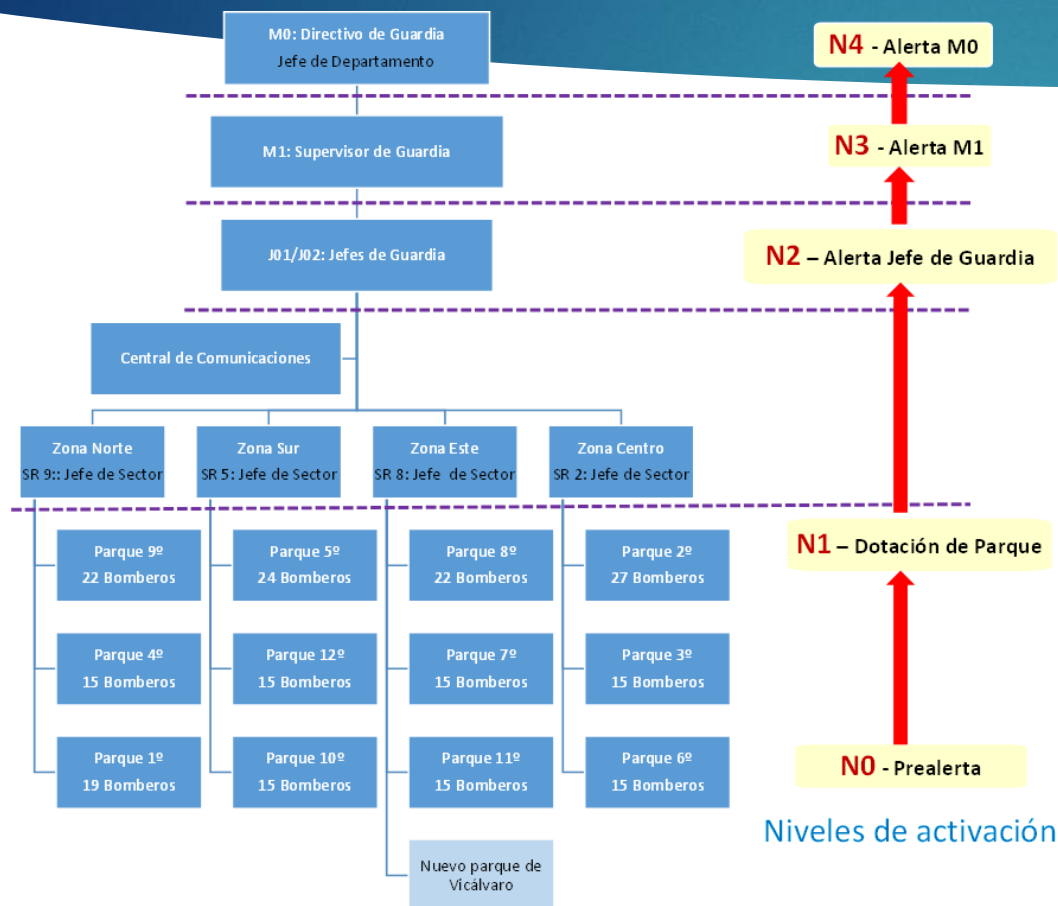 M0: Directivo de Guardia
Jefe de Departamento
N4 - Alerta M0
M1: Supervisor de Guardia
N3 - Alerta M1
J01/J02: Jefes de Guardia
N2 – Alerta Jefe de Guardia
Central de Comunicaciones
Zona Norte
SR 9:: Jefe de Sector
Zona Sur
SR 5: Jefe de Sector
Zona Este
SR 8: Jefe de Sector
Zona Centro
SR 2: Jefe de Sector
N1 – Dotación de Parque
Parque 9º
22 Bomberos
Parque 5º
24 Bomberos
Parque 8º
22 Bomberos
Parque 2º
27 Bomberos
Parque 4º
15 Bomberos
Parque 12º
15 Bomberos
Parque 7º
15 Bomberos
Parque 3º
15 Bomberos
Parque 1º
19 Bomberos
Parque 10º
15 Bomberos
Parque 11º
15 Bomberos
Parque 6º
15 Bomberos
N0 - Prealerta
Niveles de activación
Nuevo parque de
Vicálvaro